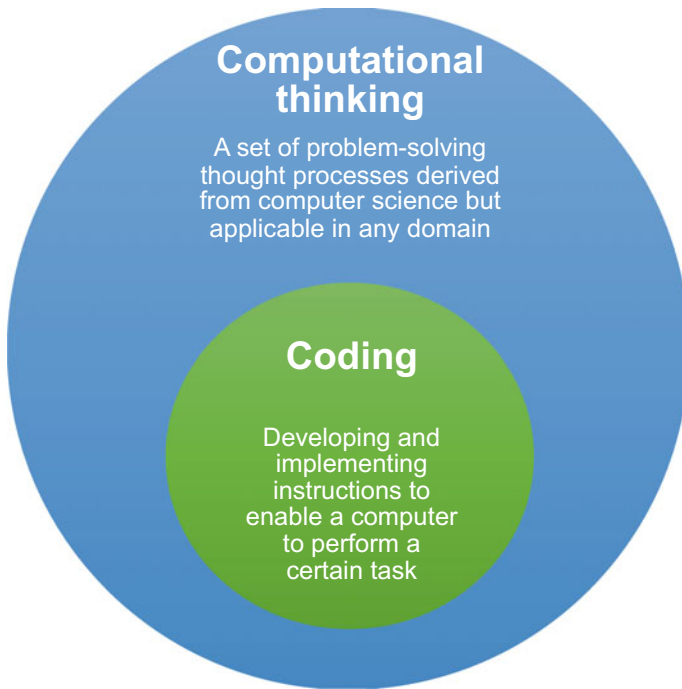 Computational
thinking
A set of problem-solving
thought processes derived
from computer science but
applicable in any domain
Coding
Developing and
implementing
instructions to
enable a computer
to perform a
certain task